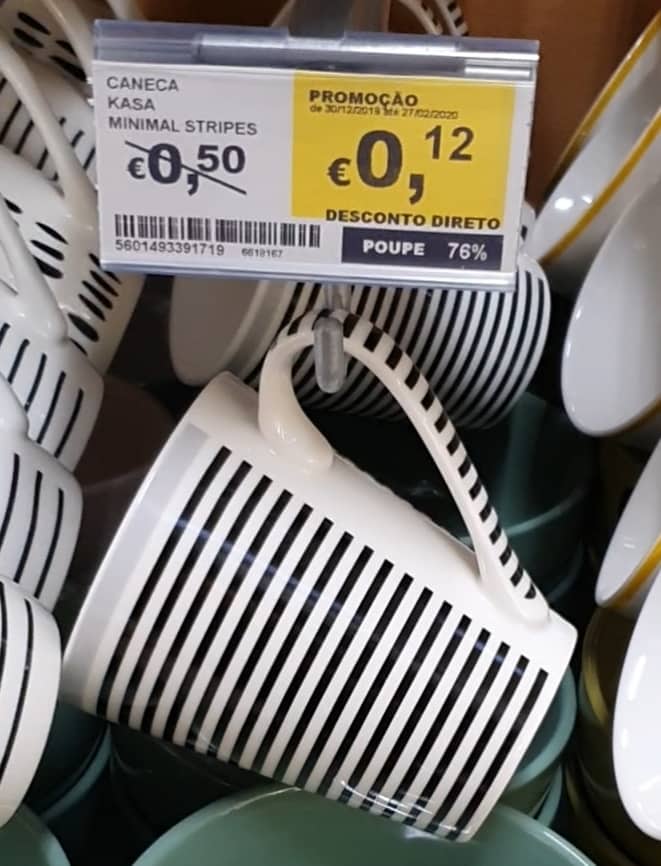 CANECA
KASA
MINIMAL STRIPES
€0,50
5601493391719 6619167
PROMOÇÃO
de 30/12/2019 até 27/02/2020
€0,12
DESCONTO DIRETO
POUPE 76%